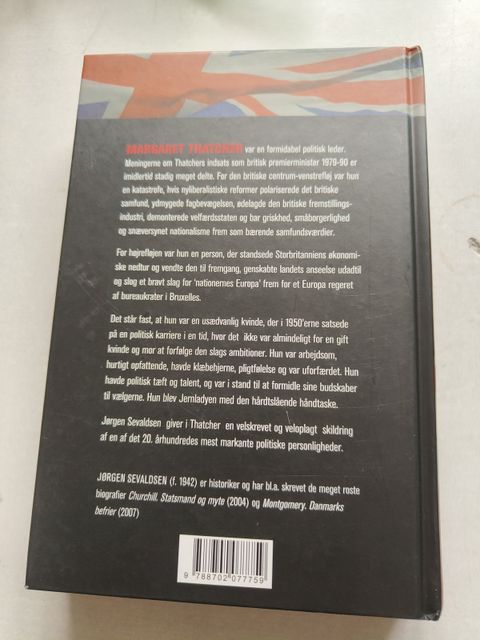 MARGARET THATCHER var en formidabel politisk leder.
Meningerne om Thatchers indsats som britisk premierminister 1979-90 er
imidlertid stadig meget delte. For den britiske centrum-venstrefløj var hun
en katastrofe, hvis nyliberalistiske reformer polariserede det britiske
samfund, ydmygede fagbevægelsen, ødelagde den britiske fremstillings-
industri, demonterede velfærdsstaten og bar griskhed, småborgerlighed
og snæversynet nationalisme frem som bærende samfundsværdier.
For højrefløjen var hun en person, der standsede Storbritanniens økonomi-
ske nedtur og vendte den til fremgang, genskabte landets anseelse udadtil
og slog et bravt slag for 'nationernes Europa' frem for et Europa regeret
af bureaukrater i Bruxelles.
Det står fast, at hun var en usædvanlig kvinde, der i 1950'erne satsede
på en politisk karriere i en tid, hvor det ikke var almindeligt for en gift
kvinde og mor at forfølge den slags ambitioner. Hun var arbejdsom,
hurtigt opfattende, havde klæbehjerne, pligtfølelse og var uforfærdet. Hun
havde politisk tæft og talent, og var i stand til at formidle sine budskaber
til vælgerne. Hun blev Jernladyen med den hårdtslående håndtaske.
Jørgen Sevaldsen giver i Thatcher en velskrevet og veloplagt skildring
af en af det 20. århundredes mest markante politiske personligheder.
JØRGEN SEVALDSEN (f. 1942) er historiker og har bl.a. skrevet de meget roste
biografier Churchill. Statsmand og myte (2004) og Montgomery. Danmarks
befrier (2007)
9 788702 077759